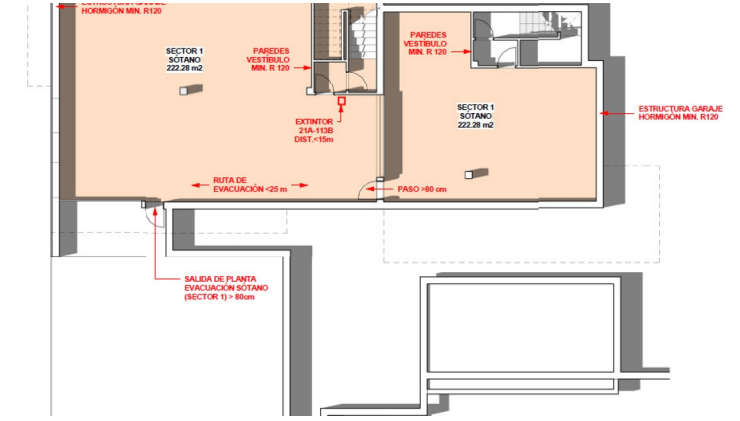 HORMIGÓN MIN. R120
SECTOR 1
SÓTANO
222.28 m2
PAREDES
VESTÍBULO
MIN. R 120
PAREDES
VESTÍBULO
MIN. R 120
SECTOR 1
SÓTANO
222.28 m2
ESTRUCTURA GARAJE
HORMIGÓN MIN. R120
EXTINTOR
21A-113B
DIST.<15m
RUTA DE
EVACUACIÓN <25 m
PASO >80 cm
SALIDA DE PLANTA
EVACUACIÓN SÓTANO
(SECTOR 1) > 80cm